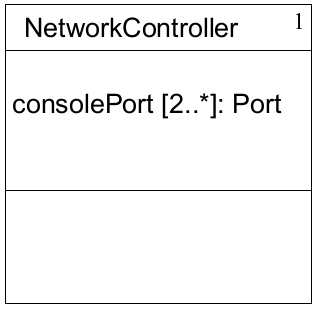 NetworkController 1
consolePort [2..*]: Port